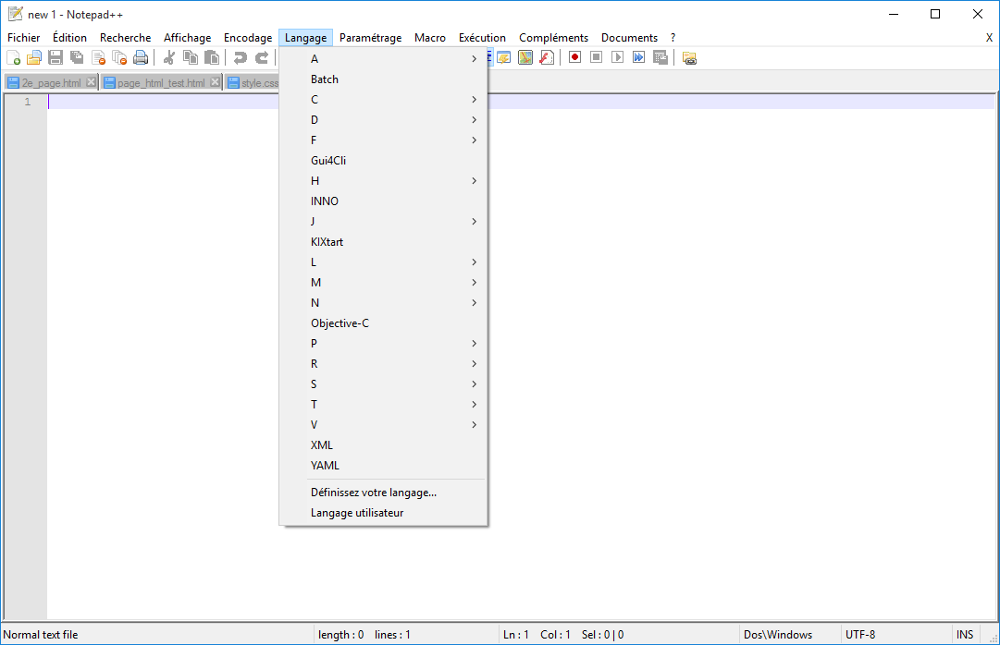 new 1 - Notepad++
Fichier Édition Recherche Affichage Encodage Langage Paramétrage Macro Exécution Compléments Documents ? X
2e_page.html page_html_test.html style.css
1
A
Batch
C
D
F
Gui4Cli
H
INNO
J
KIXtart
L
M
N
Objective-C
P
R
S
T
V
XML
YAML
Définissez votre langage...
Langage utilisateur
Normal text file length : 0 lines : 1 Ln : 1 Col : 1 Sel : 0 | 0 Dos\Windows UTF-8 INS